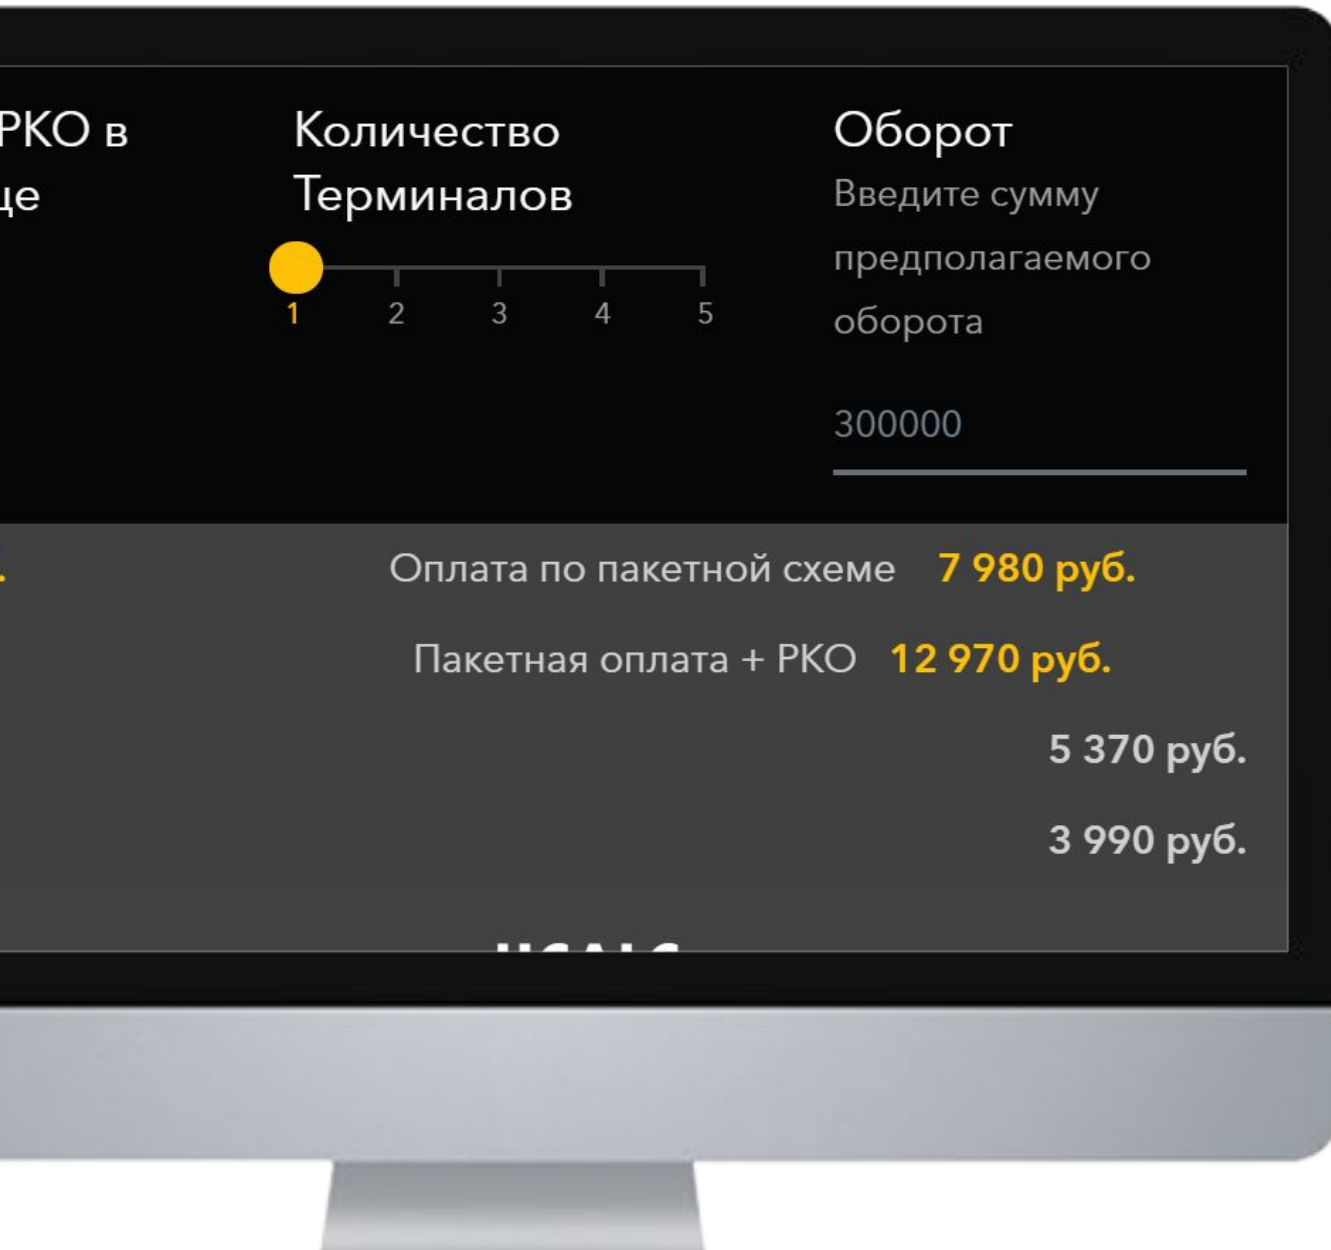 РКО в
Количество
Терминалов
1 2 3 4 5
Оборот
Введите сумму
предполагаемого
оборота
300000
Оплата по пакетной схеме 7 980 руб.
Пакетная оплата + РКО 12 970 руб.
5 370 руб.
3 990 руб.